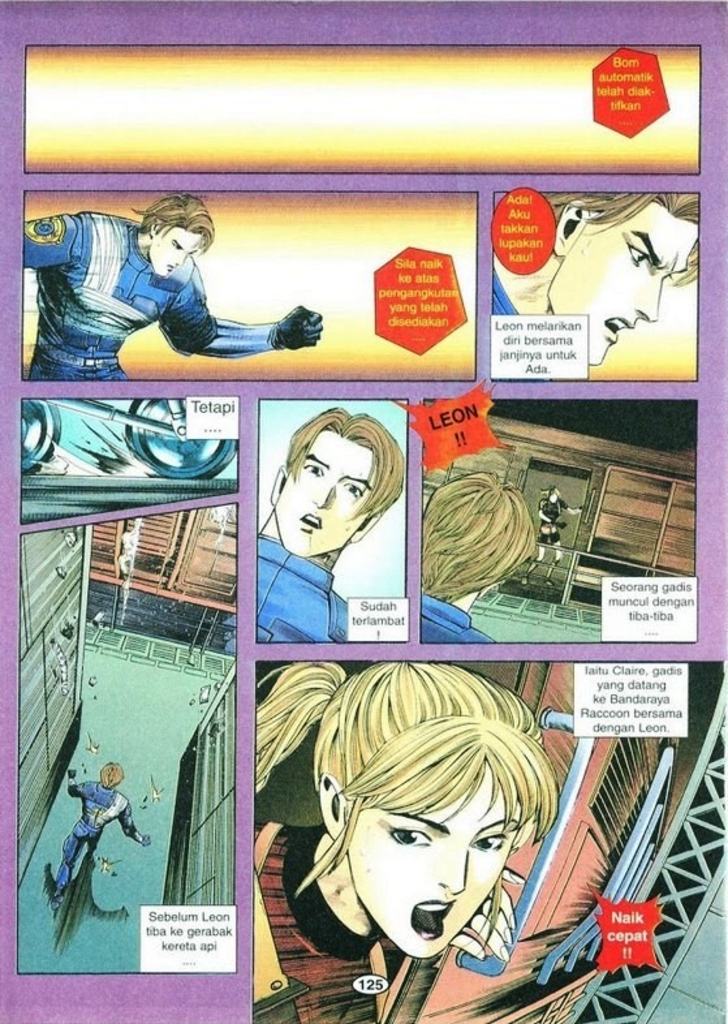 Bom
automatik
telah diak-
tifkan
....
Sila naik
ke atas
pengangkutan
yang telah
disediakan
....
Ada!
Aku
takkan
lupakan
kau!
Leon melarikan
diri bersama
janjinya untuk
Ada.
Tetapi
....
Sebelum Leon
tiba ke gerabak
kereta api
....
Sudah
terlambat
!
LEON
!!
Seorang gadis
muncul dengan
tiba-tiba
....
Iaitu Claire, gadis
yang datang
ke Bandaraya
Raccoon bersama
dengan Leon.
Naik
cepat
!!
125